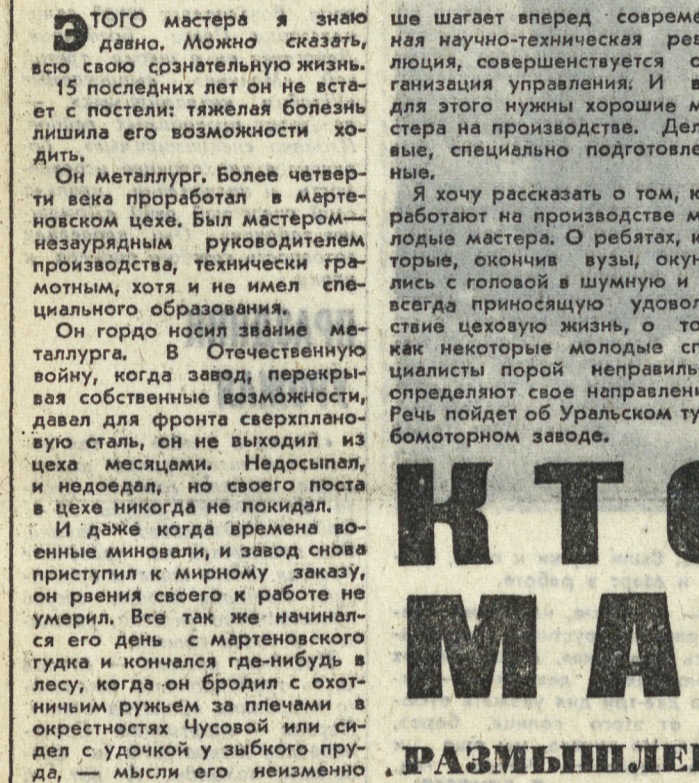 ЭТОГО мастера я знаю
давно. Можно сказать,
всю свою сознательную жизнь.
15 последних лет он не вста-
ет с постели: тяжелая болезнь
лишила его возможности хо-
дить.
Он металлург. Более четвер-
ти века проработал в марте-
новском цехе. Был мастером—
незаурядным руководителем
производства, технически гра-
мотным, хотя и не имел спе-
циального образования.
Он гордо носил звание ме-
таллурга. В Отечественную
войну, когда завод, перекры-
вая собственные возможности,
давал для фронта сверхплано-
вую сталь, он не выходил из
цеха месяцами. Недосыпал,
и недоедал, но своего поста
в цехе никогда не покидал.
И даже когда времена во-
енные миновали, и завод снова
приступил к мирному заказу,
он рвения своего к работе не
умерил. Все так же начинал-
ся его день с мартеновского
гудка и кончался где-нибудь в
лесу, когда он бродил с охот-
ничьим ружьем за плечами в
окрестностях Чусовой или си-
дел с удочкой у зыбкого пру-
да, — мысли его неизменно
ше шагает вперед совреме
ная научно-техническая рев
люция, совершенствуется о
ганизация управления. И в
для этого нужны хорошие м
стера на производстве. Дел
вые, специально подготовле
ные.
Я хочу рассказать о том, к
работают на производстве м
лодые мастера. О ребятах, к
торые, окончив вузы, окун
лись с головой в шумную и
всегда приносящую удовол
ствие цеховую жизнь, о то
как некоторые молодые сп
циалисты порой неправиль
определяют свое направлени
Речь пойдет об Уральском ту
бомоторном заводе.
КТО
МА
РАЗМЫШЛЕ